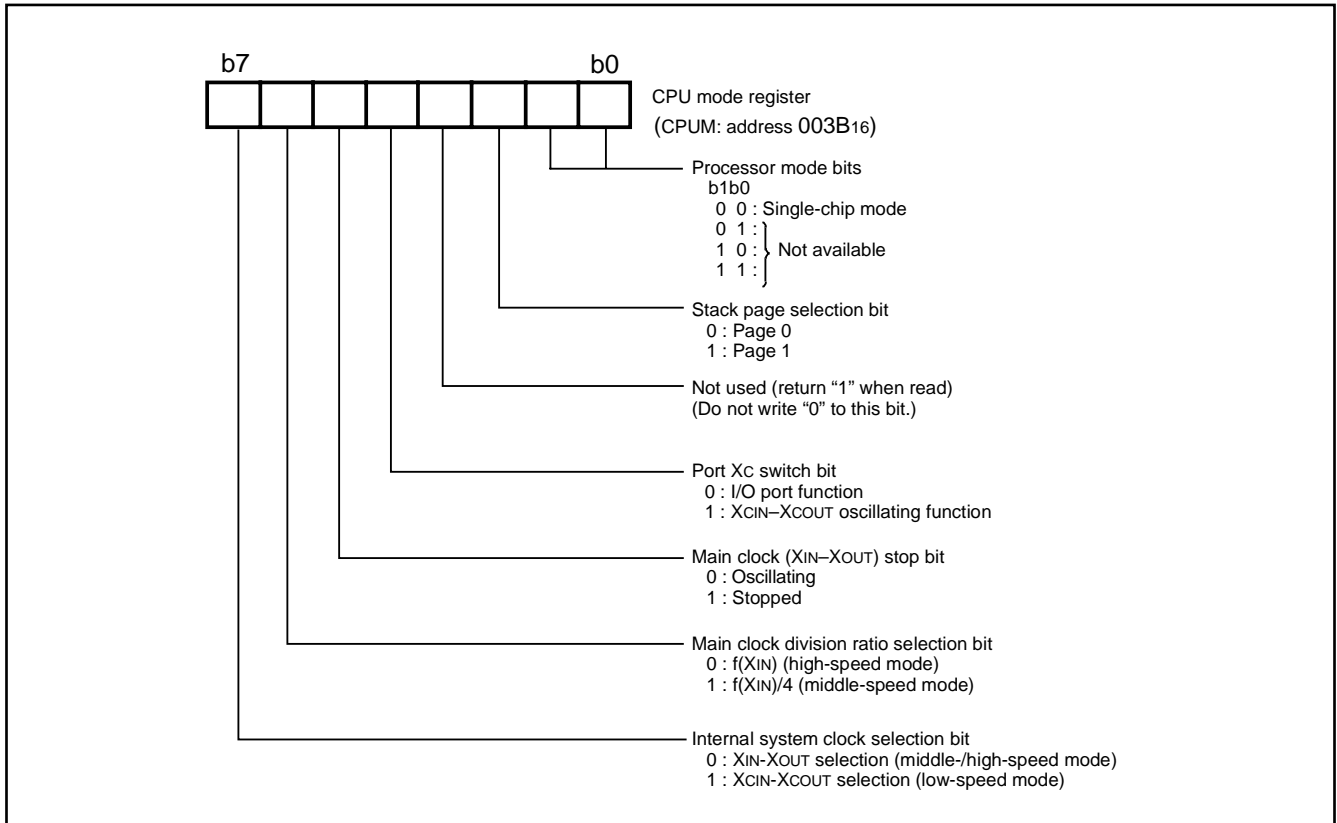 b7 b0
CPU mode register
(CPUM: address 003B16)
Processor mode bits
b1b0
0 0 : Single-chip mode
0 1 :
1 0 : Not available
1 1 :
Stack page selection bit
0 : Page 0
1 : Page 1
Not used (return “1” when read)
(Do not write “0” to this bit.)
Port XC switch bit
0 : I/O port function
1 : XCIN–XCOUT oscillating function
Main clock (XIN–XOUT) stop bit
0 : Oscillating
1 : Stopped
Main clock division ratio selection bit
0 : f(XIN) (high-speed mode)
1 : f(XIN)/4 (middle-speed mode)
Internal system clock selection bit
0 : XIN-XOUT selection (middle-/high-speed mode)
1 : XCIN-XCOUT selection (low-speed mode)